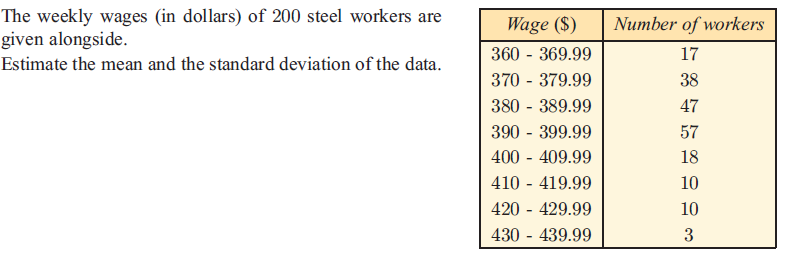 The weekly wages (in dollars) of 200 steel workers are
given alongside.
Estimate the mean and the standard deviation of the data.
Wage ($) Number of workers
360 - 369.99 17
370 - 379.99 38
380 - 389.99 47
390 - 399.99 57
400 - 409.99 18
410 - 419.99 10
420 - 429.99 10
430 - 439.99 3